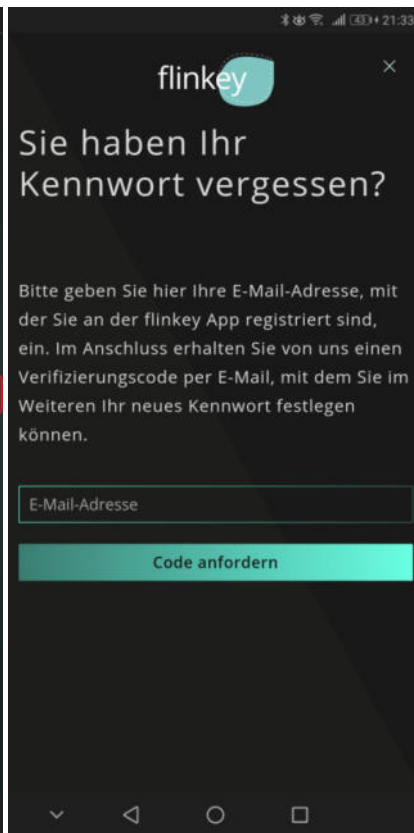 43 21:33
flinkey
Sie haben Ihr
Kennwort vergessen?
Bitte geben Sie hier Ihre E-Mail-Adresse, mit
der Sie an der flinkey App registriert sind,
ein. Im Anschluss erhalten Sie von uns einen
Verifizierungscode per E-Mail, mit dem Sie im
Weiteren Ihr neues Kennwort festlegen
können.
E-Mail-Adresse
Code anfordern